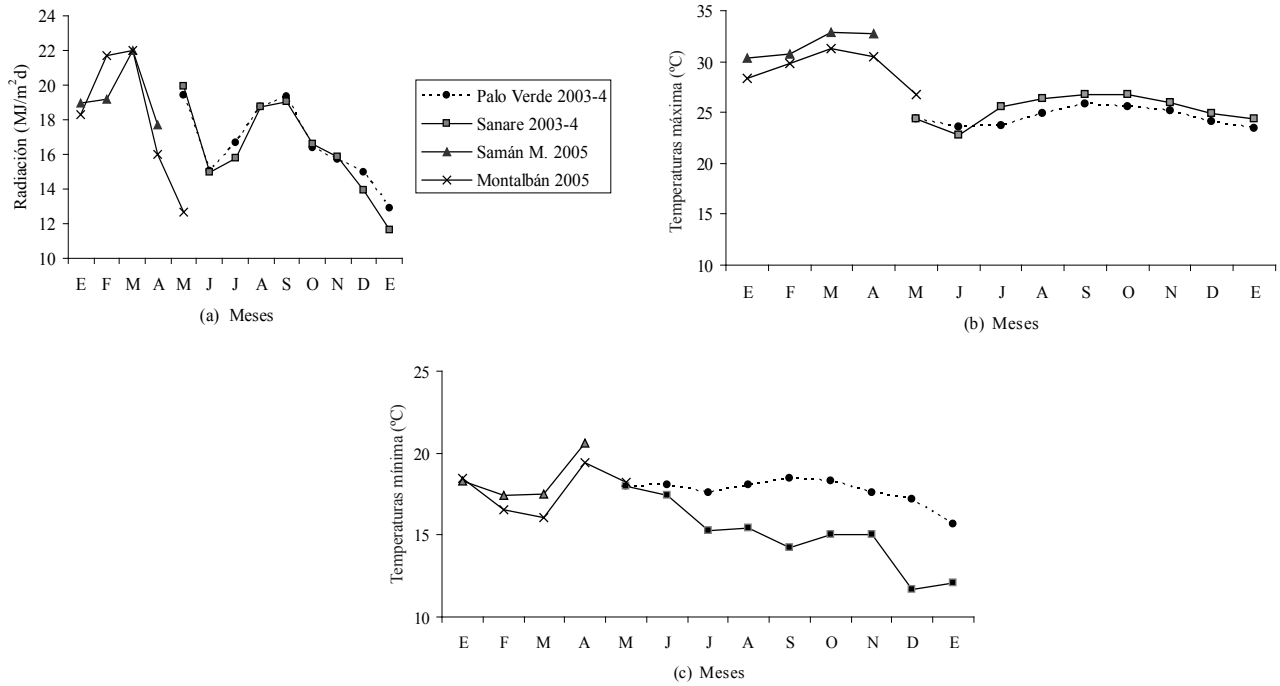 Radiación (MJ/m²d)
24
22
20
18
16
14
12
10
E F M A M J J A S O N D E
(a) Meses
Palo Verde 2003-4
Sanare 2003-4
Samán M. 2005
Montalbán 2005
Temperaturas máxima (ºC)
35
30
25
20
15
10
E F M A M J J A S O N D E
(b) Meses
Temperaturas mínima (ºC)
25
20
15
10
E F M A M J J A S O N D E
(c) Meses